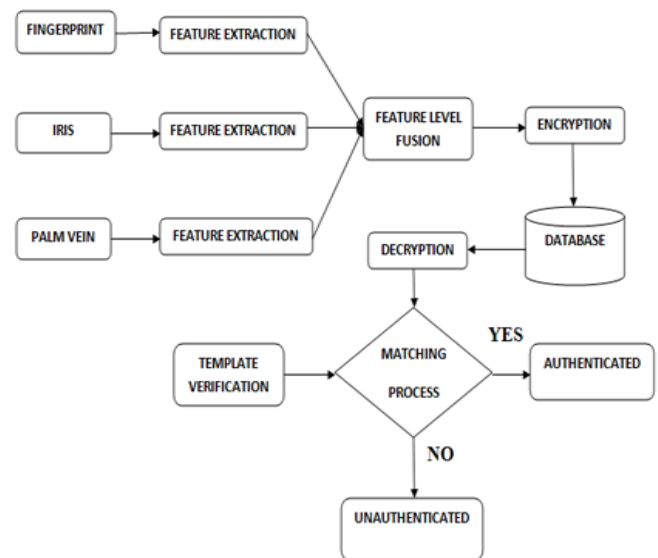 FINGERPRINT
FEATURE EXTRACTION
IRIS
FEATURE EXTRACTION
PALM VEIN
FEATURE EXTRACTION
FEATURE LEVEL
FUSION
ENCRYPTION
DATABASE
DECRYPTION
TEMPLATE
VERIFICATION
MATCHING
PROCESS
YES
AUTHENTICATED
NO
UNAUTHENTICATED